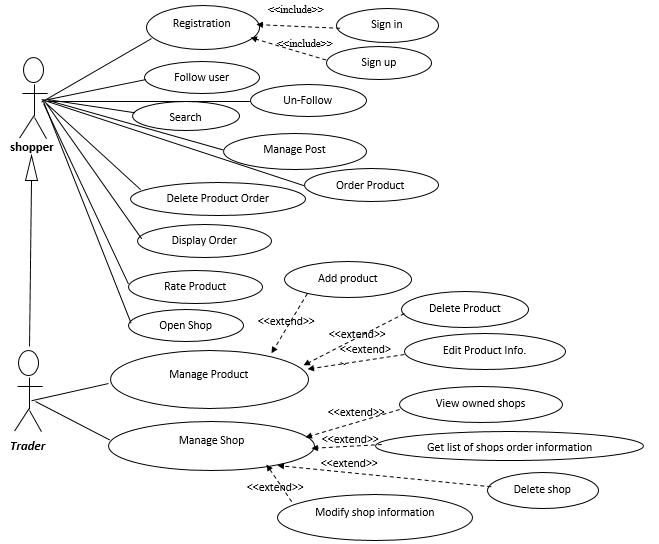 <<include>>
Registration
Sign in
<<include>>
Sign up
Follow user
Un-Follow
Search
shopper
Manage Post
Order Product
Delete Product Order
Display Order
Add product
Rate Product
Delete Product
Open Shop
<<extend>>
<<extend>>
<<extend>
Edit Product Info.
Manage Product
View owned shops
<<extend>>
Trader
Manage Shop
<<extend>>
Get list of shops order information
<<extend>>
<<extend>>
Delete shop
Modify shop information